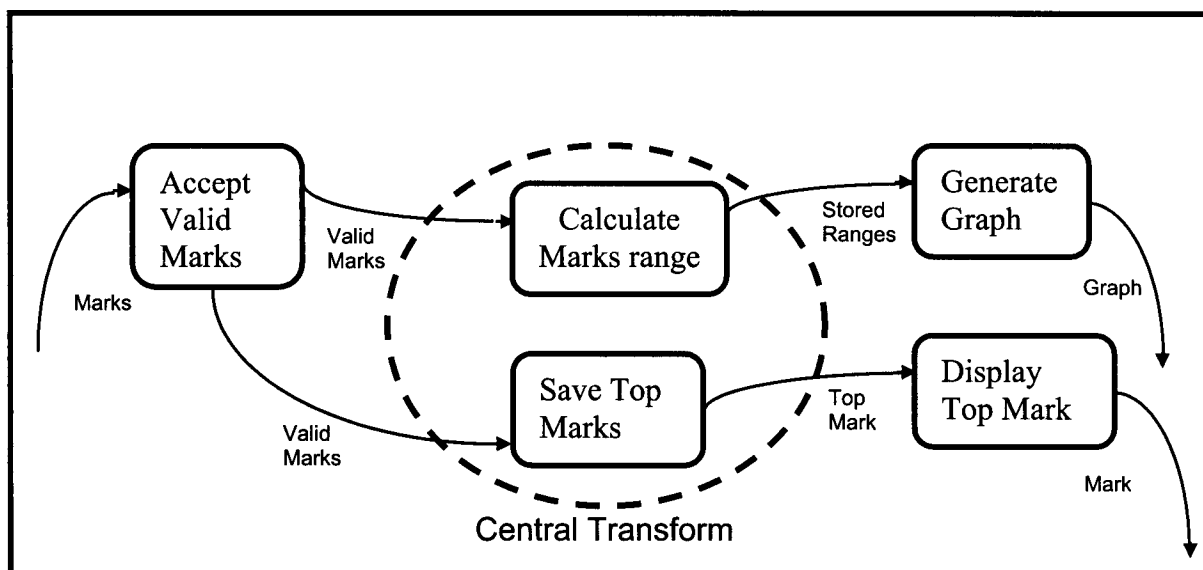 Accept
Valid
Marks
Marks
Valid
Marks
Valid
Marks
Calculate
Marks range
Save Top
Marks
Central Transform
Stored
Ranges
Top
Mark
Generate
Graph
Graph
Display
Top Mark
Mark